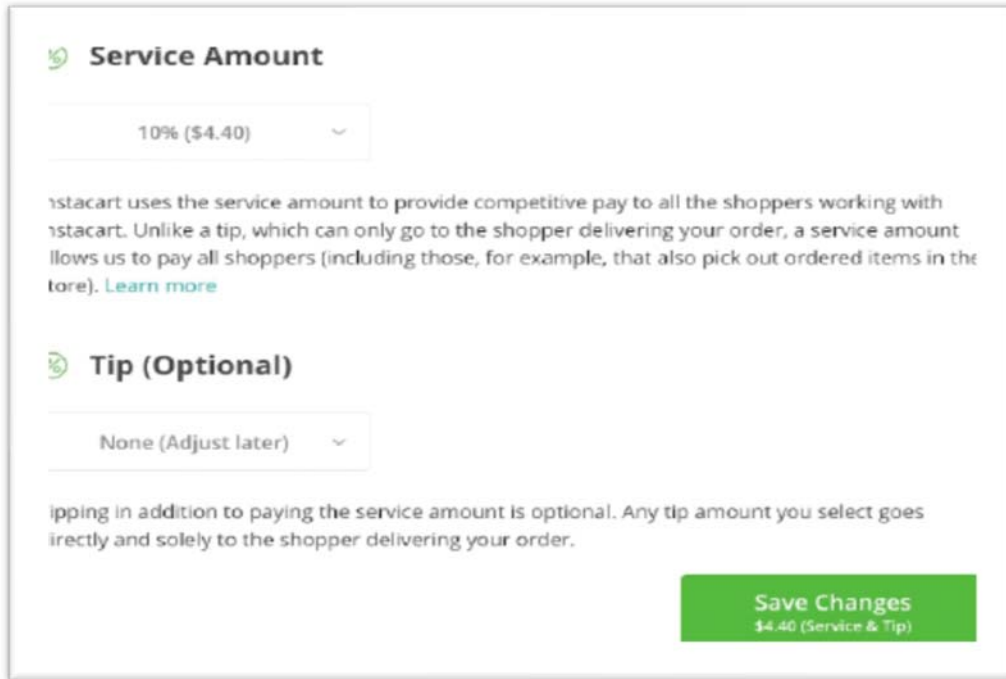 Service Amount
10% ($4.40)
nstacart uses the service amount to provide competitive pay to all the shoppers working with
nstacart. Unlike a tip, which can only go to the shopper delivering your order, a service amount
llows us to pay all shoppers (including those, for example, that also pick out ordered items in the
tore). Learn more
Tip (Optional)
None (Adjust later)
ipping in addition to paying the service amount is optional. Any tip amount you select goes
irectly and solely to the shopper delivering your order.
Save Changes
$4.40 (Service & Tip)